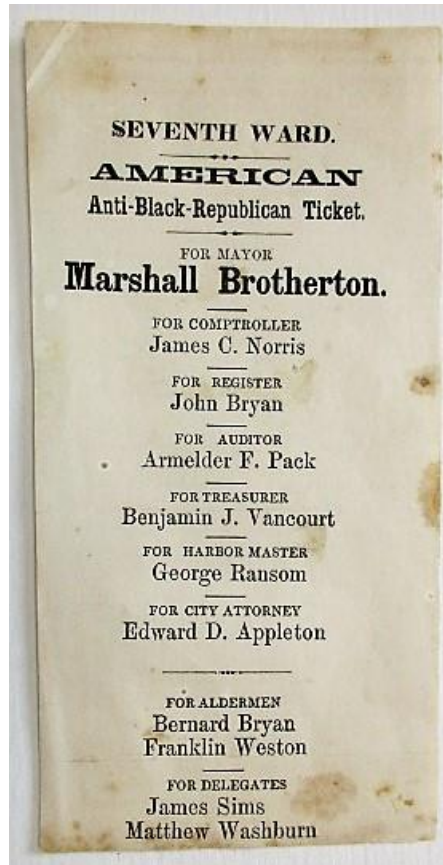 SEVENTH WARD.
AMERICAN
Anti-Black-Republican Ticket.
FOR MAYOR
Marshall Brotherton.
FOR COMPTROLLER
James C. Norris
FOR REGISTER
John Bryan
FOR AUDITOR
Armelder F. Pack
FOR TREASURER
Benjamin J. Vancourt
FOR HARBOR MASTER
George Ransom
FOR CITY ATTORNEY
Edward D. Appleton
FOR ALDERMEN
Bernard Bryan
Franklin Weston
FOR DELEGATES
James Sims
Matthew Washburn